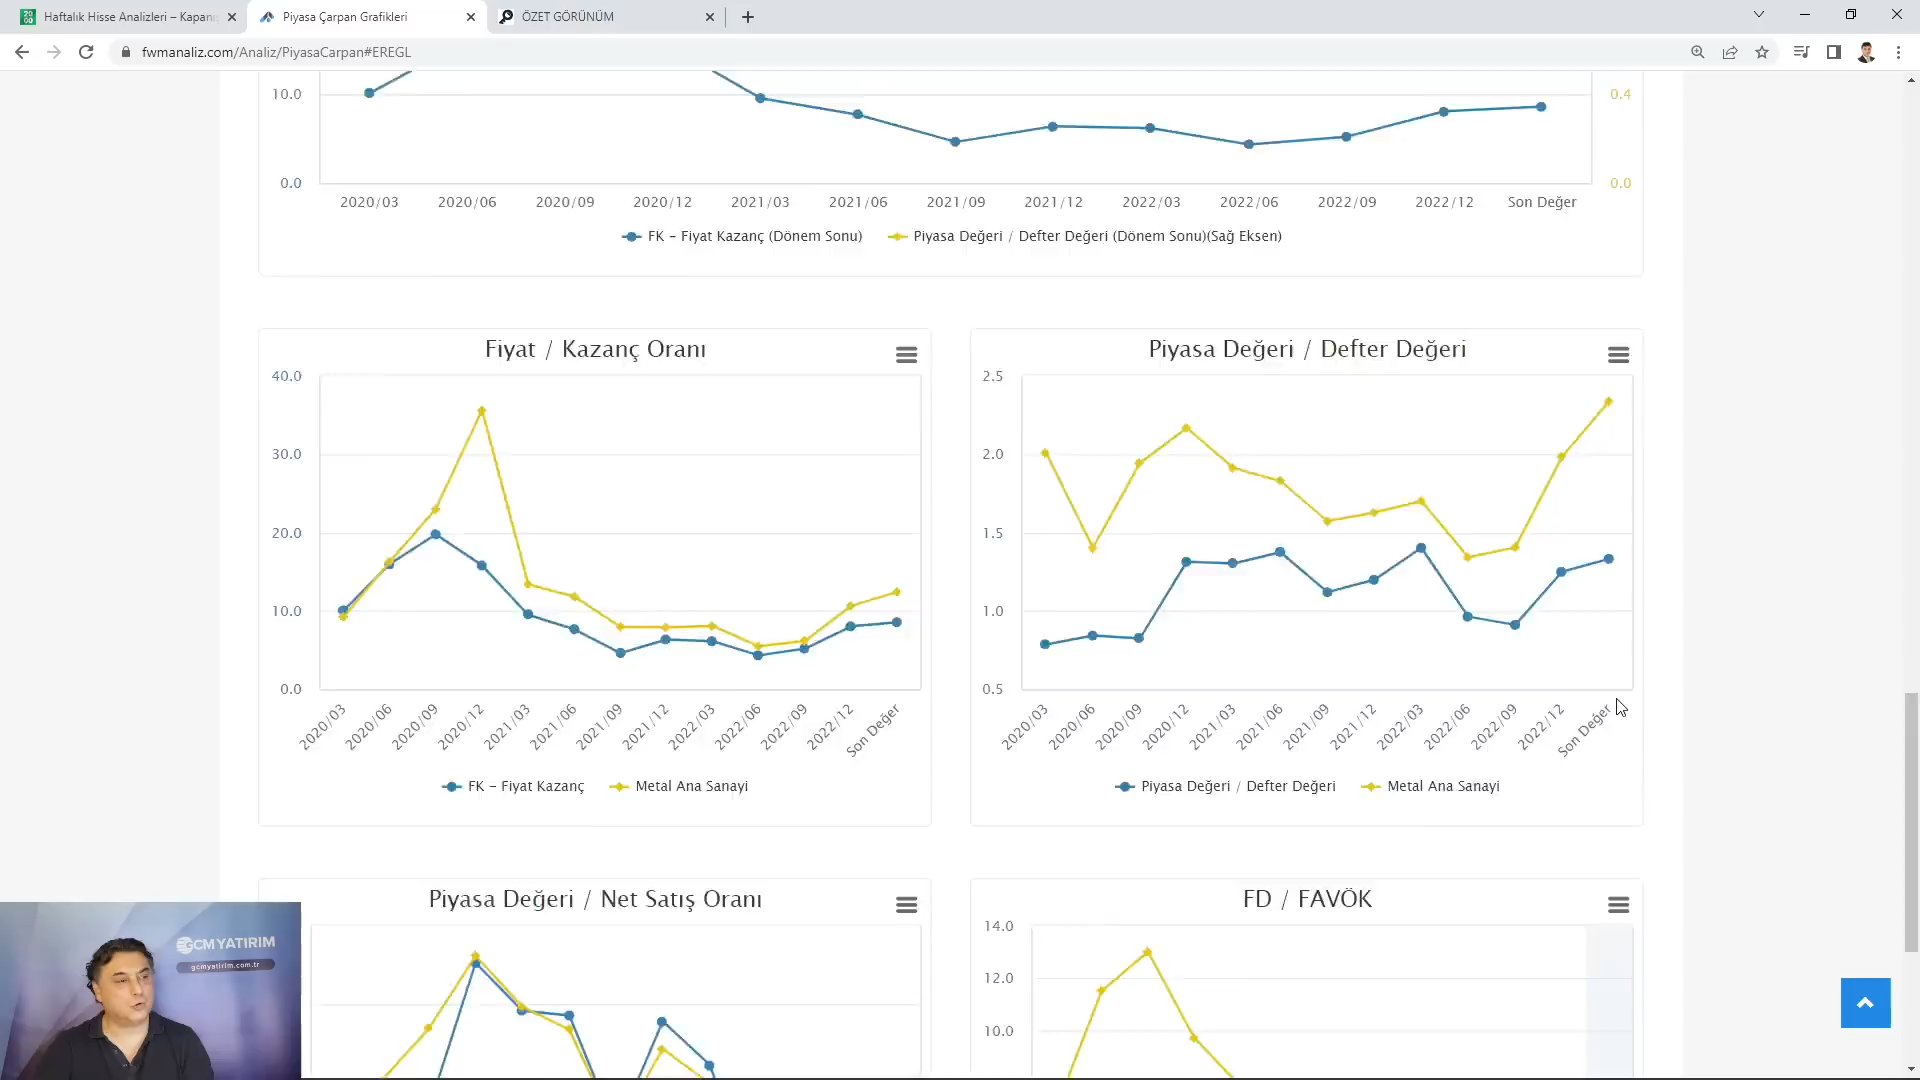 Haftalık Hisse Analizleri – Kapanı
Piyasa Çarpan Grafikleri
ÖZET GÖRÜNÜM
fwmanaliz.com/Analiz/PiyasaCarpan#EREGL
10.0
0.4
0.0
0.0
2020/03 2020/06 2020/09 2020/12 2021/03 2021/06 2021/09 2021/12 2022/03 2022/06 2022/09 2022/12 Son Değer
FK – Fiyat Kazanç (Dönem Sonu) Piyasa Değeri / Defter Değeri (Dönem Sonu)(Sağ Eksen)
Fiyat / Kazanç Oranı
40.0
30.0
20.0
10.0
0.0
2020/03 2020/06 2020/09 2020/12 2021/03 2021/06 2021/09 2021/12 2022/03 2022/06 2022/09 2022/12 Son Değer
FK – Fiyat Kazanç Metal Ana Sanayi
Piyasa Değeri / Defter Değeri
2.5
2.0
1.5
1.0
0.5
2020/03 2020/06 2020/09 2020/12 2021/03 2021/06 2021/09 2021/12 2022/03 2022/06 2022/09 2022/12 Son Değer
Piyasa Değeri / Defter Değeri Metal Ana Sanayi
Piyasa Değeri / Net Satış Oranı
FD / FAVÖK
14.0
12.0
10.0
GCM YATIRIM
gcmyatirim.com.tr